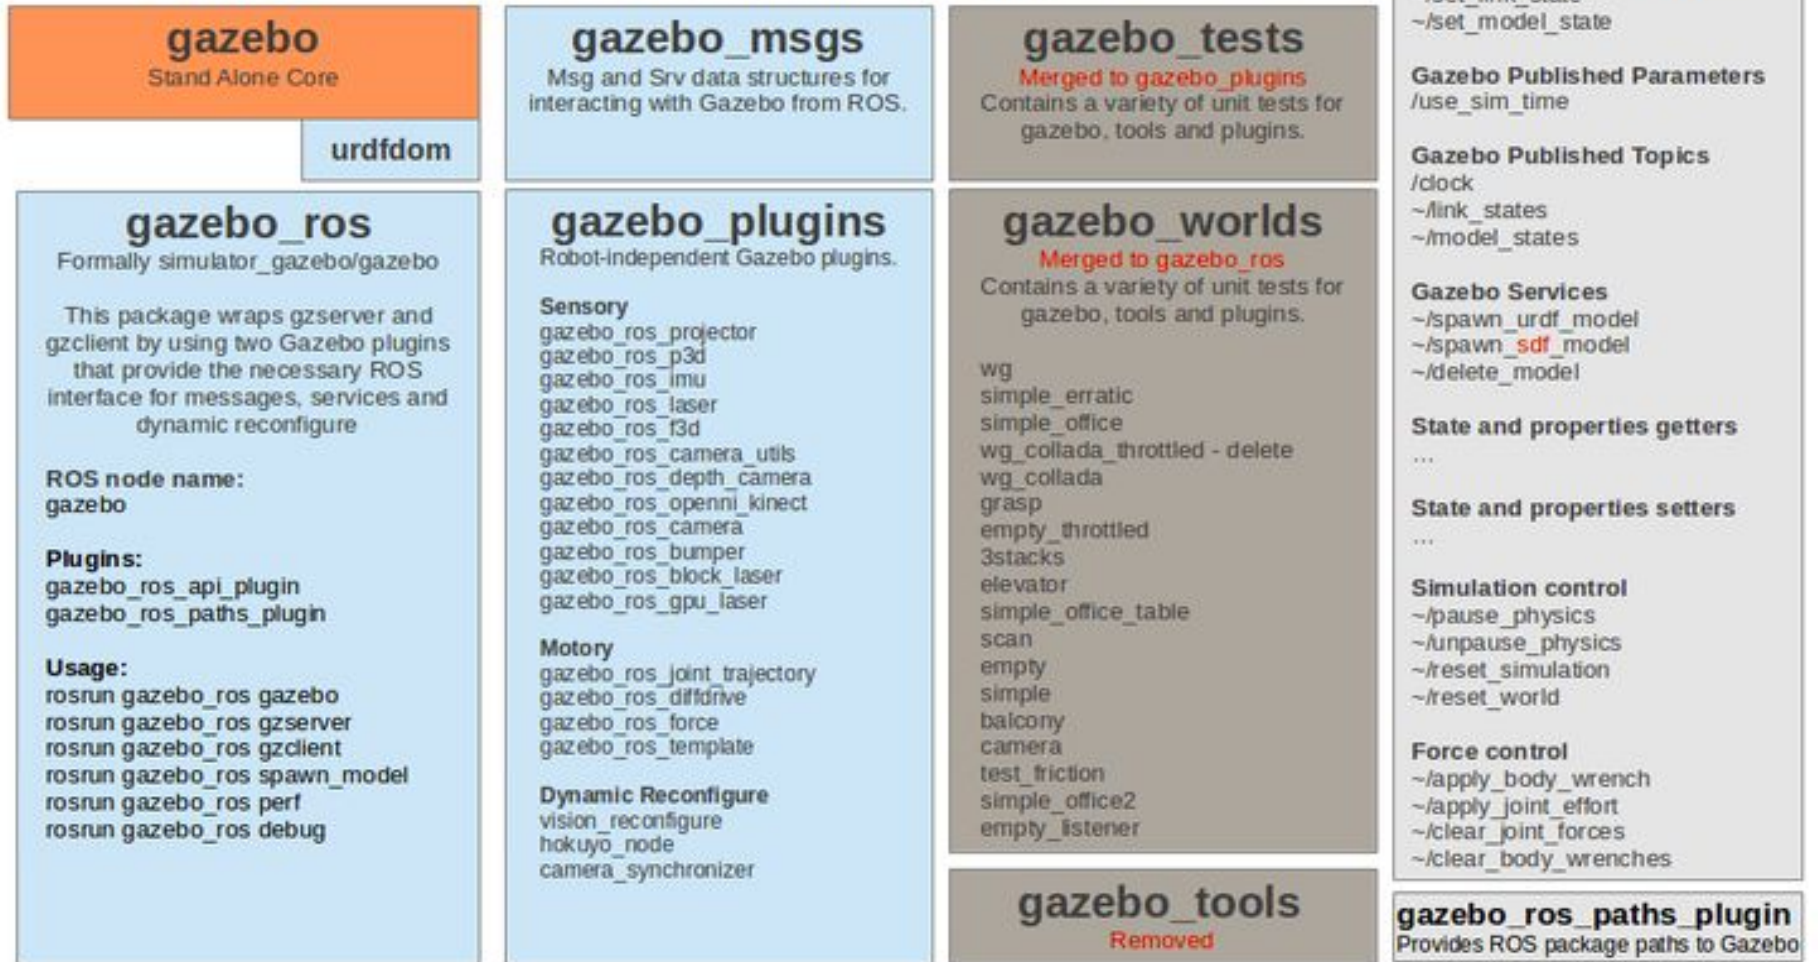 gazebo
Stand Alone Core
urdfdom
gazebo_ros
Formally simulator_gazebo/gazebo
This package wraps gzserver and
gzclient by using two Gazebo plugins
that provide the necessary ROS
interface for messages, services and
dynamic reconfigure
ROS node name:
gazebo
Plugins:
gazebo_ros_api_plugin
gazebo_ros_paths_plugin
Usage:
rosrun gazebo_ros gazebo
rosrun gazebo_ros gzserver
rosrun gazebo_ros gzclient
rosrun gazebo_ros spawn_model
rosrun gazebo_ros perf
rosrun gazebo_ros debug
gazebo_msgs
Msg and Srv data structures for
interacting with Gazebo from ROS.
gazebo_plugins
Robot-independent Gazebo plugins.
Sensory
gazebo_ros_projector
gazebo_ros_p3d
gazebo_ros_imu
gazebo_ros_laser
gazebo_ros_f3d
gazebo_ros_camera_utils
gazebo_ros_depth_camera
gazebo_ros_openni_kinect
gazebo_ros_camera
gazebo_ros_bumper
gazebo_ros_block_laser
gazebo_ros_gpu_laser
Motory
gazebo_ros_joint_trajectory
gazebo_ros_diffdrive
gazebo_ros_force
gazebo_ros_template
Dynamic Reconfigure
vision_reconfigure
hokuyo_node
camera_synchronizer
gazebo_tests
Merged to gazebo_plugins
Contains a variety of unit tests for
gazebo, tools and plugins.
gazebo_worlds
Merged to gazebo_ros
Contains a variety of unit tests for
gazebo, tools and plugins.
wg
simple_erratic
simple_office
wg_collada_throttled - delete
wg_collada
grasp
empty_throttled
3stacks
elevator
simple_office_table
scan
empty
simple
balcony
camera
test_friction
simple_office2
empty_listener
gazebo_tools
Removed
~/set_model_state
Gazebo Published Parameters
/use_sim_time
Gazebo Published Topics
/clock
~/link_states
~/model_states
Gazebo Services
~/spawn_urdf_model
~/spawn_sdf_model
~/delete_model
State and properties getters
...
State and properties setters
...
Simulation control
~/pause_physics
~/unpause_physics
~/reset_simulation
~/reset_world
Force control
~/apply_body_wrench
~/apply_joint_effort
~/clear_joint_forces
~/clear_body_wrenches
gazebo_ros_paths_plugin
Provides ROS package paths to Gazebo